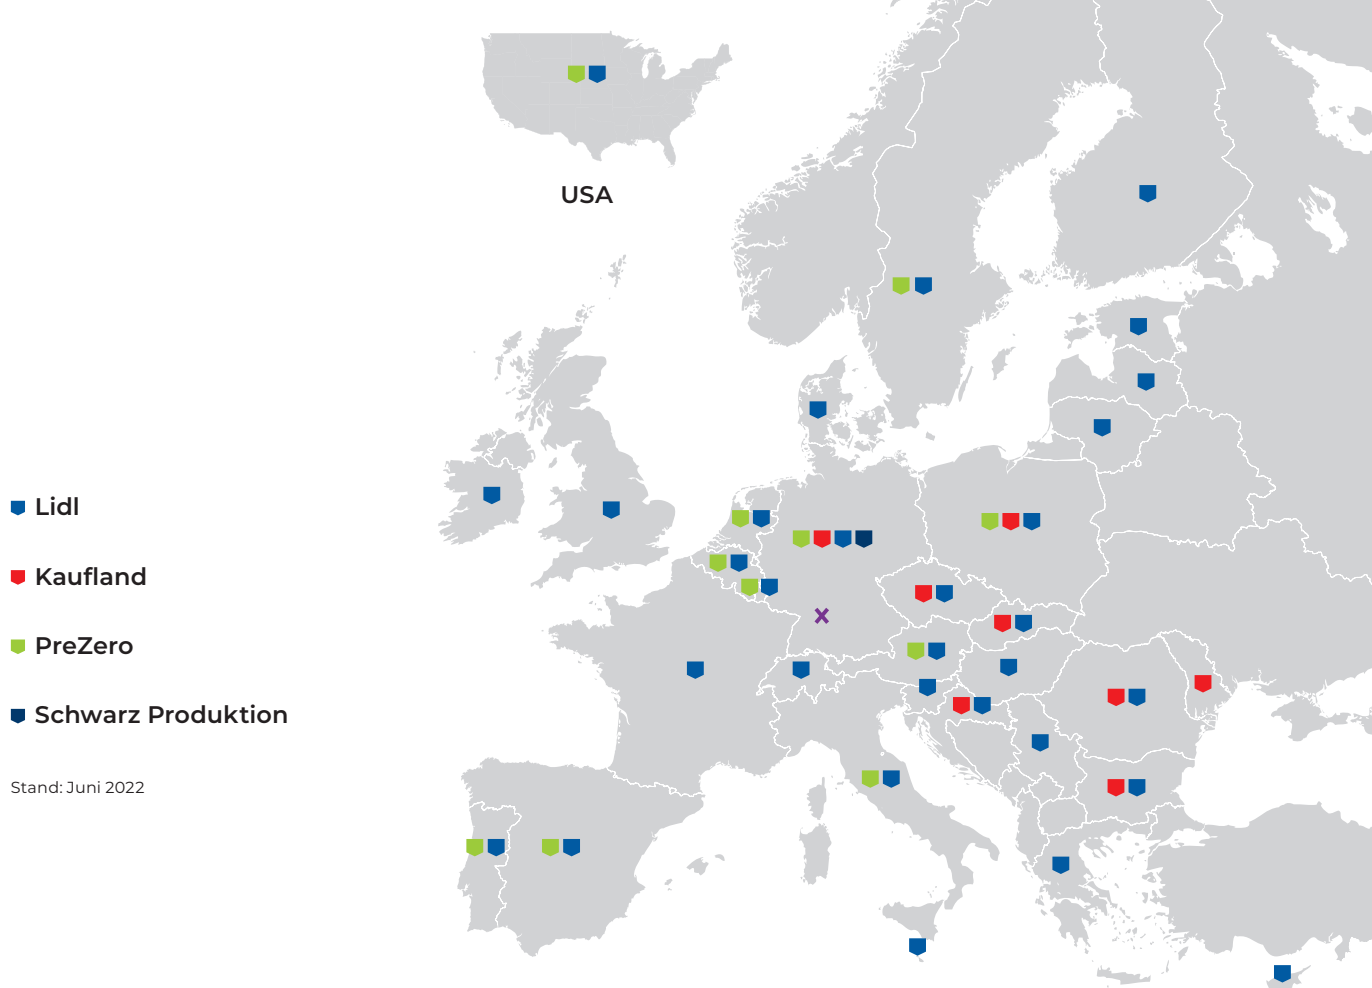 USA
Lidl
Kaufland
PreZero
Schwarz Produktion
Stand: Juni 2022